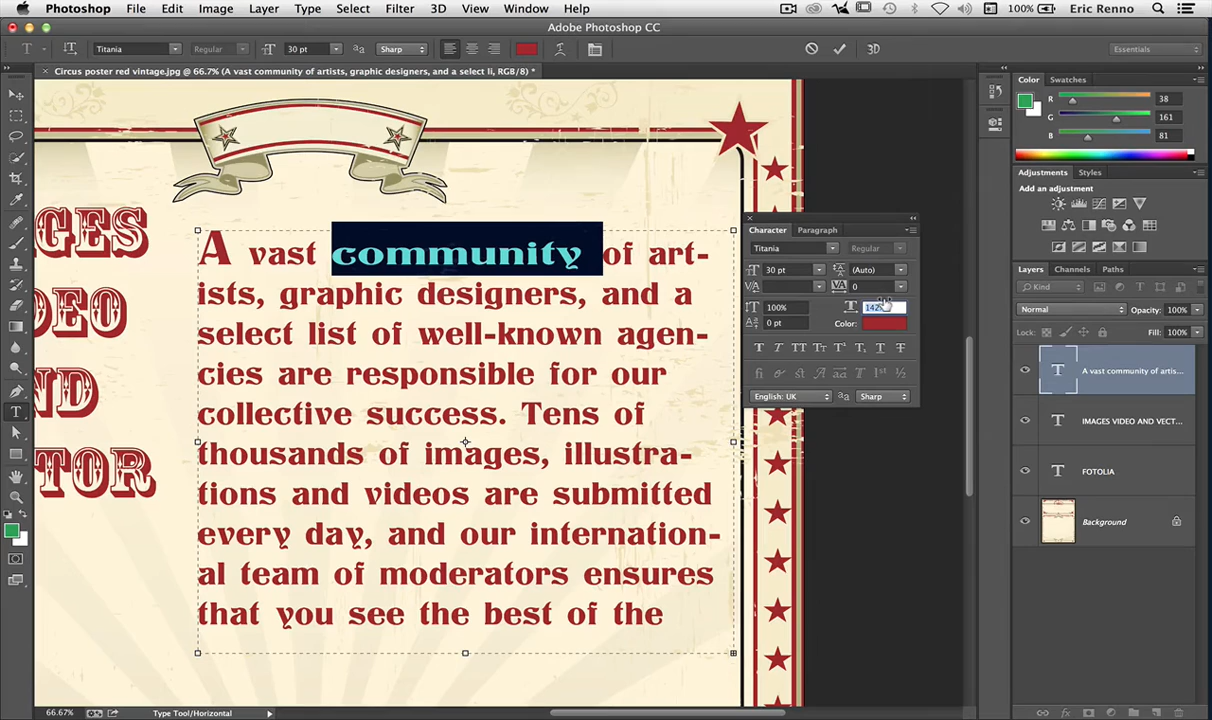 Photoshop File Edit Image Layer Type Select Filter 3D View Window Help 100% Eric Renno
Adobe Photoshop CC
T Titania Regular 30 pt aa Sharp 3D Essentials
Circus poster red vintage.jpg @ 66.7% (A vast community of artists, graphic designers, and a select li, RGB/8) *
Color Swatches
R 38
G 161
B 81
Adjustments Styles
Add an adjustment
Layers Channels Paths
Kind
Normal Opacity: 100%
Lock: Fill: 100%
T A vast community of artis...
T IMAGES VIDEO AND VECT...
T FOTOLIA
Background
Character Paragraph
Titania Regular
30 pt (Auto)
VA 0
100% 142%
0 pt Color:
English: UK aa Sharp
GES
DEO
ND
TOR
A vast community of art-
ists, graphic designers, and a
select list of well-known agen-
cies are responsible for our
collective success. Tens of
thousands of images, illustra-
tions and videos are submitted
every day, and our internation-
al team of moderators ensures
that you see the best of the
66.67% Type Tool/Horizontal